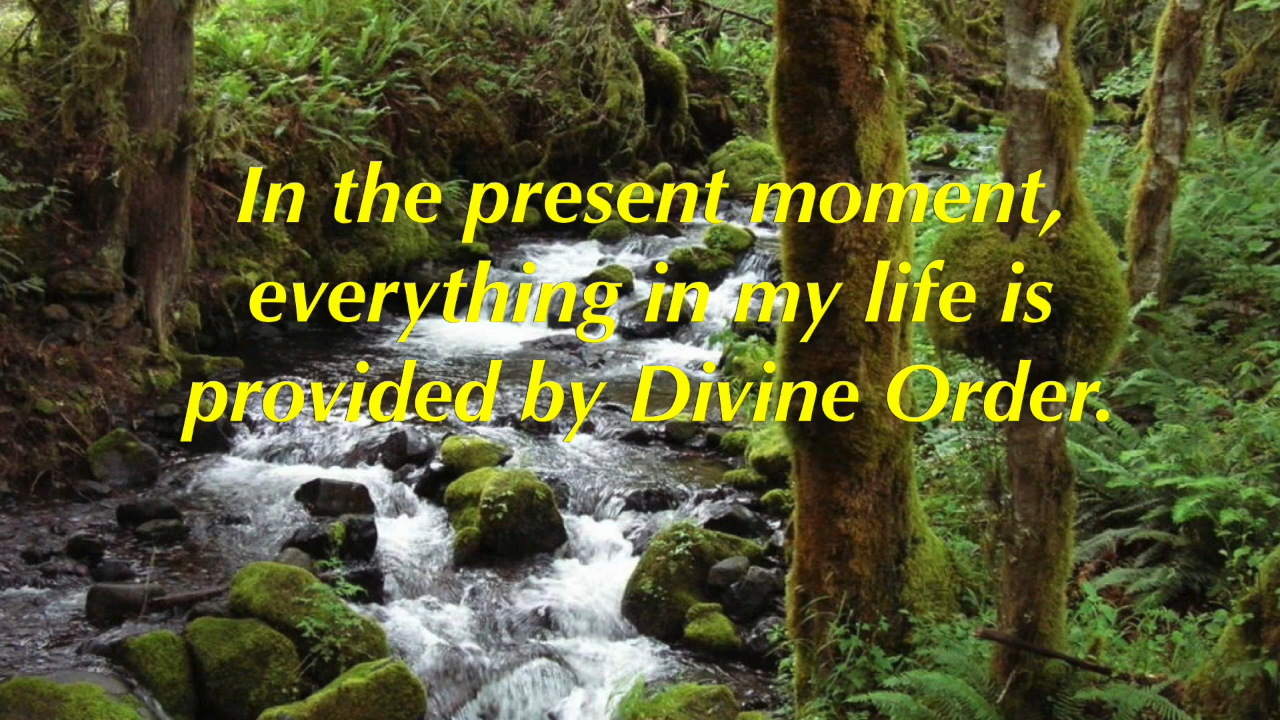 In the present moment,
everything in my life is
provided by Divine Order.